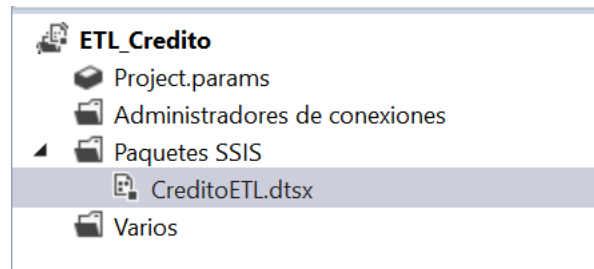 ETL_Credito
Project.params
Administradores de conexiones
Paquetes SSIS
CreditoETL.dtsx
Varios